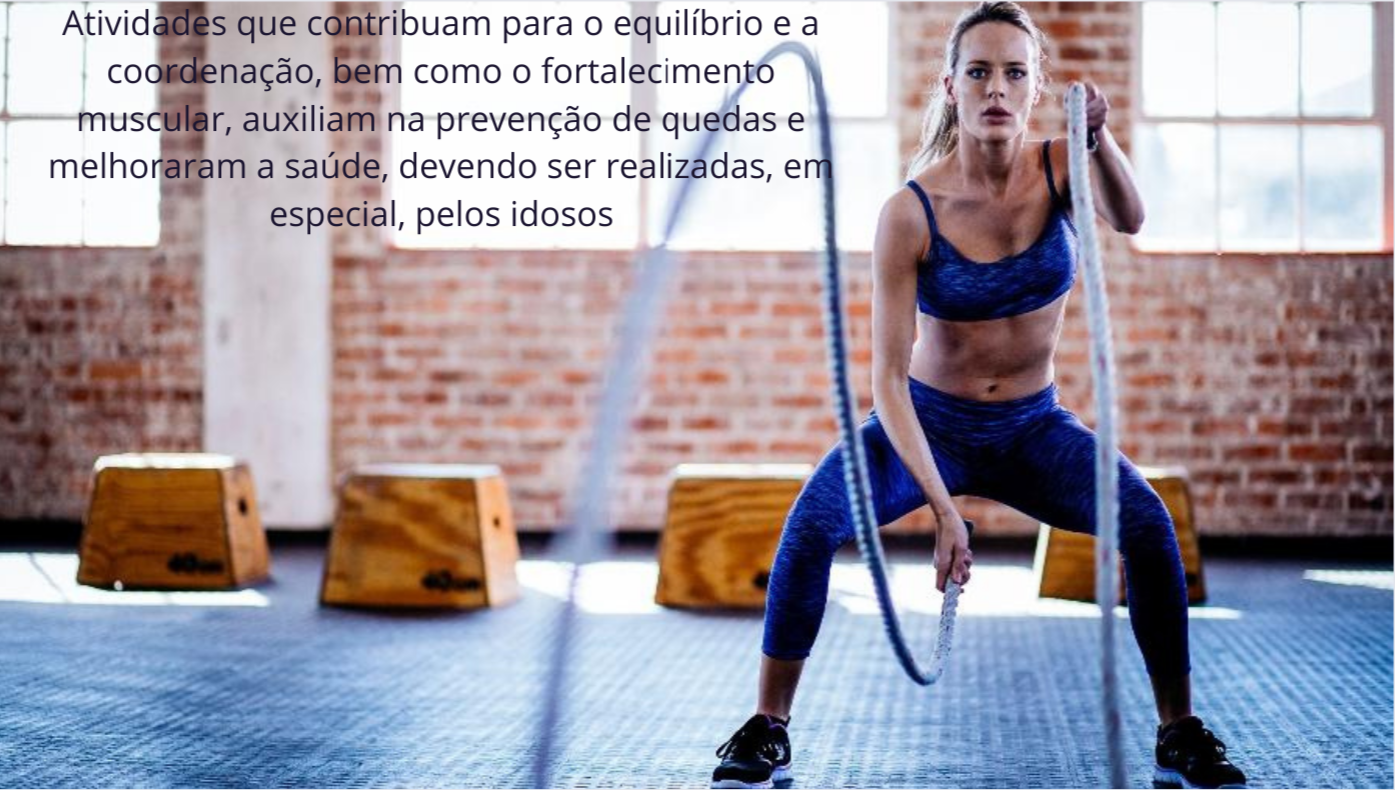 Atividades que contribuam para o equilíbrio e a
coordenação, bem como o fortalecimento
muscular, auxiliam na prevenção de quedas e
melhoraram a saúde, devendo ser realizadas, em
especial, pelos idosos